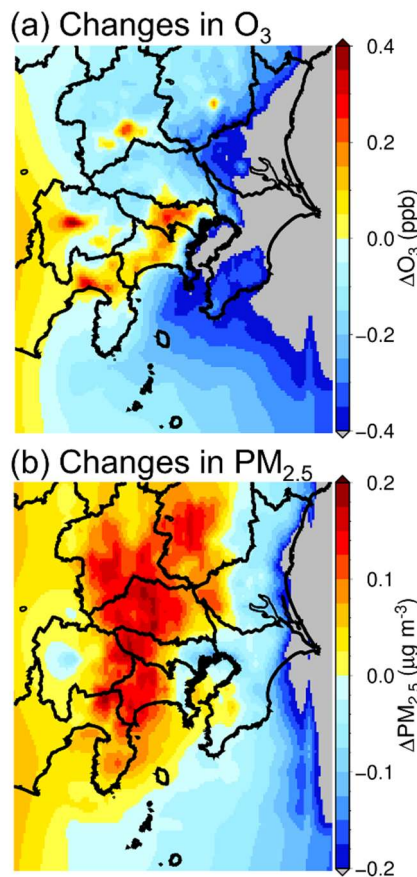 (a) Changes in O₃
0.4
0.2
0.0
−0.2
−0.4
ΔO₃ (ppb)
(b) Changes in PM₂.₅
0.2
0.1
0.0
−0.1
−0.2
ΔPM₂.₅ (μg m⁻³)